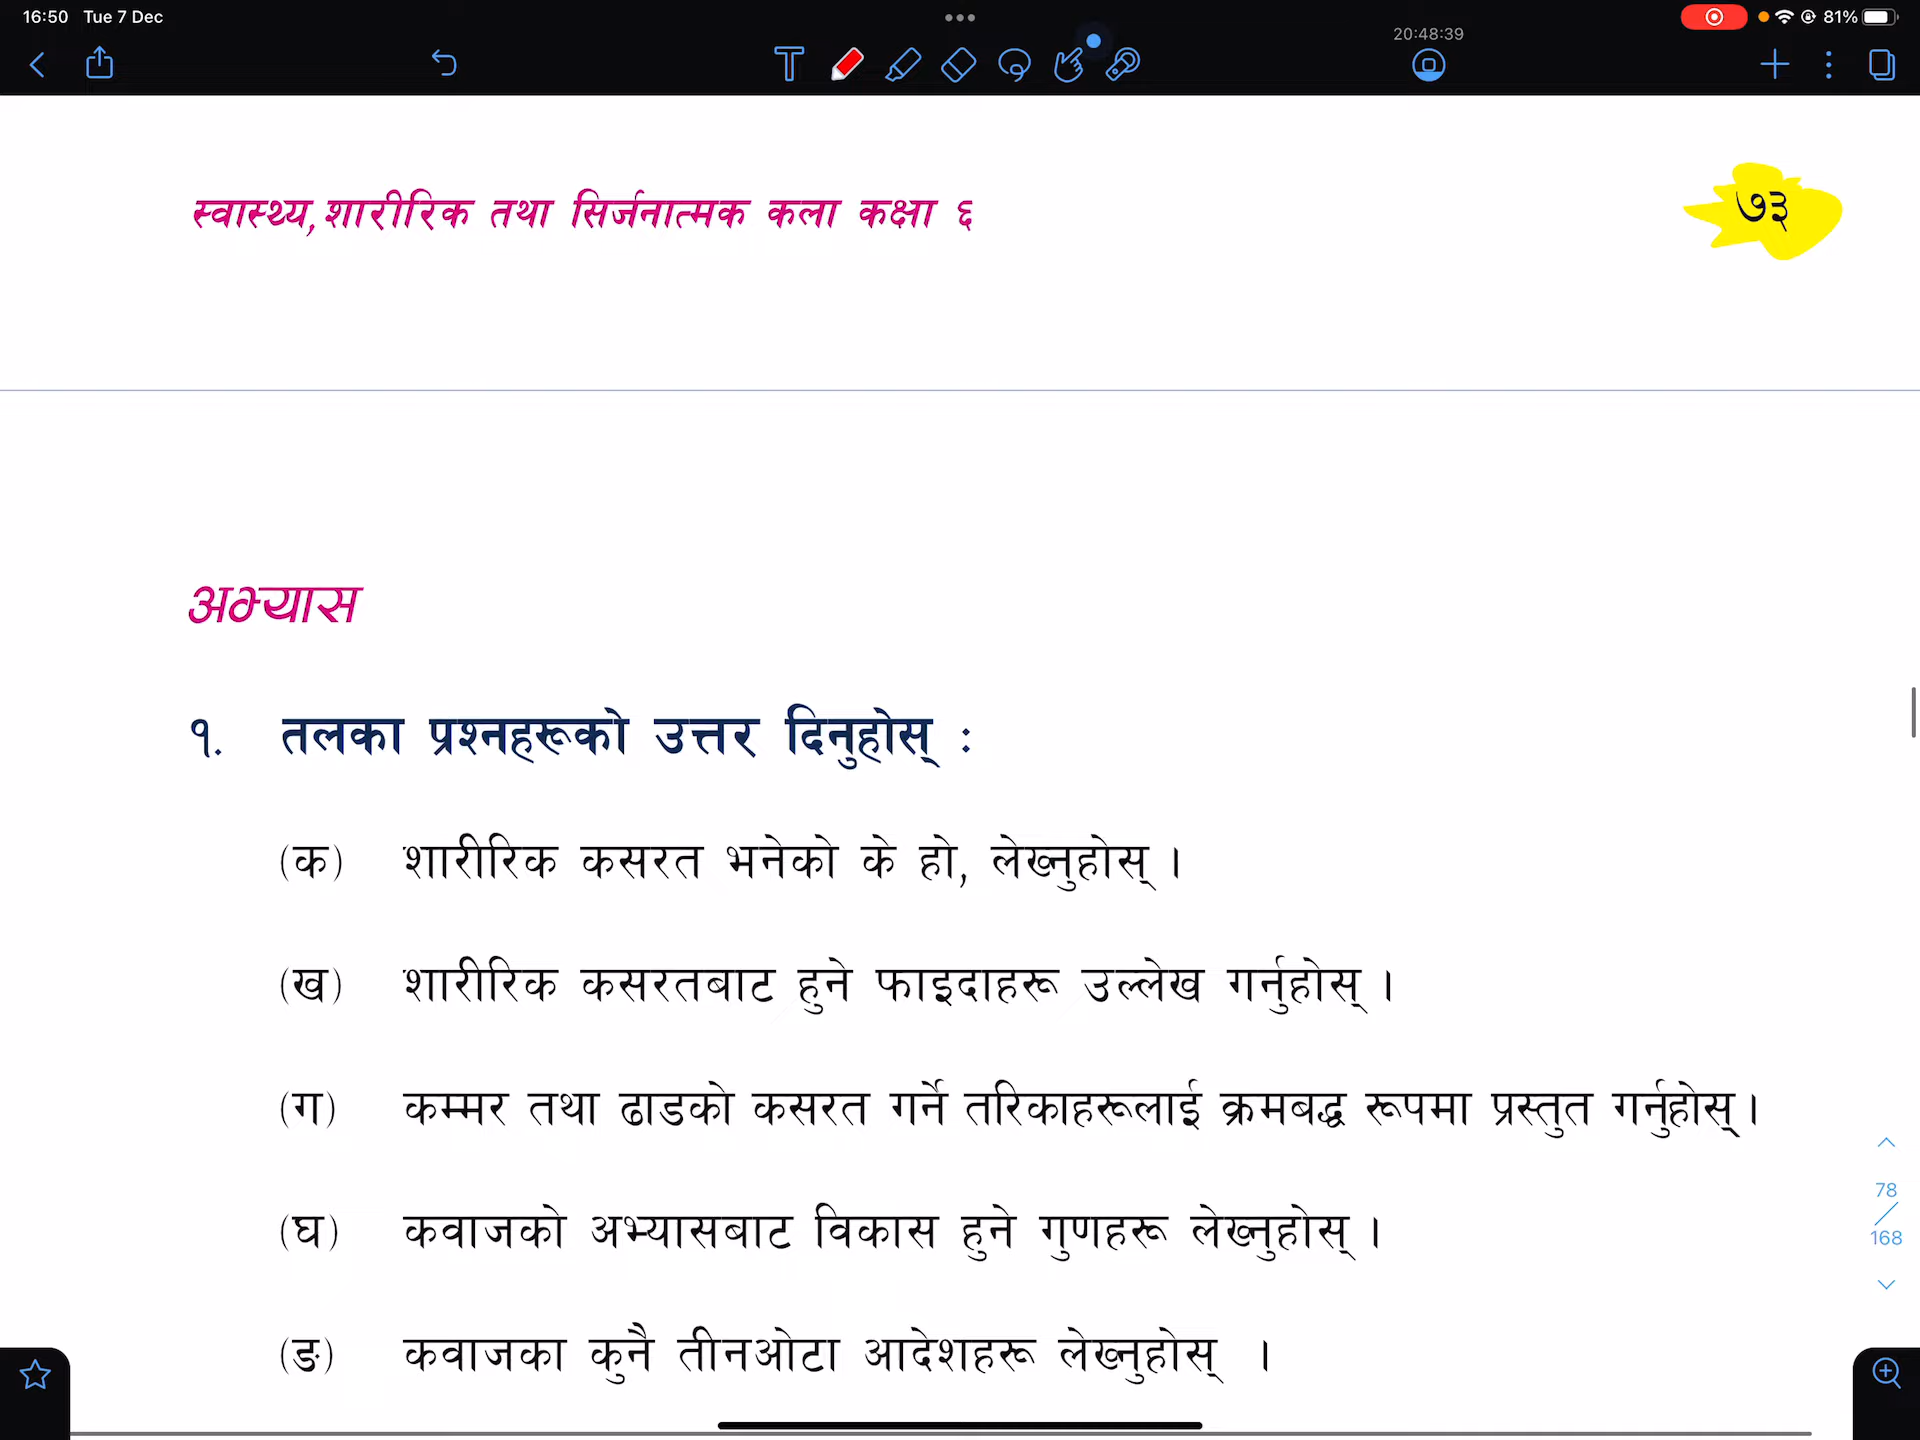 16:50 Tue 7 Dec
81%
20:48:39
स्वास्थ्य, शारीरिक तथा सिर्जनात्मक कला कक्षा ६
७३
अभ्यास
१. तलका प्रश्नहरूको उत्तर दिनुहोस् :
(क) शारीरिक कसरत भनेको के हो, लेख्नुहोस् ।
(ख) शारीरिक कसरतबाट हुने फाइदाहरू उल्लेख गर्नुहोस् ।
(ग) कम्मर तथा ढाडको कसरत गर्ने तरिकाहरूलाई क्रमबद्ध रूपमा प्रस्तुत गर्नुहोस् ।
(घ) कवाजको अभ्यासबाट विकास हुने गुणहरू लेख्नुहोस् ।
(ङ) कवाजका कुनै तीनओटा आदेशहरू लेख्नुहोस् ।
78
168